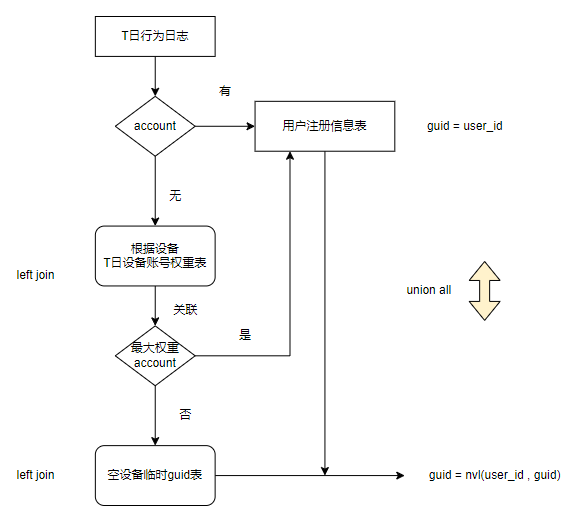 T日行为日志
有
account
用户注册信息表
guid = user_id
无
根据设备
T日设备账号权重表
left join
union all
关联
是
最大权重
account
否
left join
空设备临时guid表
guid = nvl(user_id , guid)